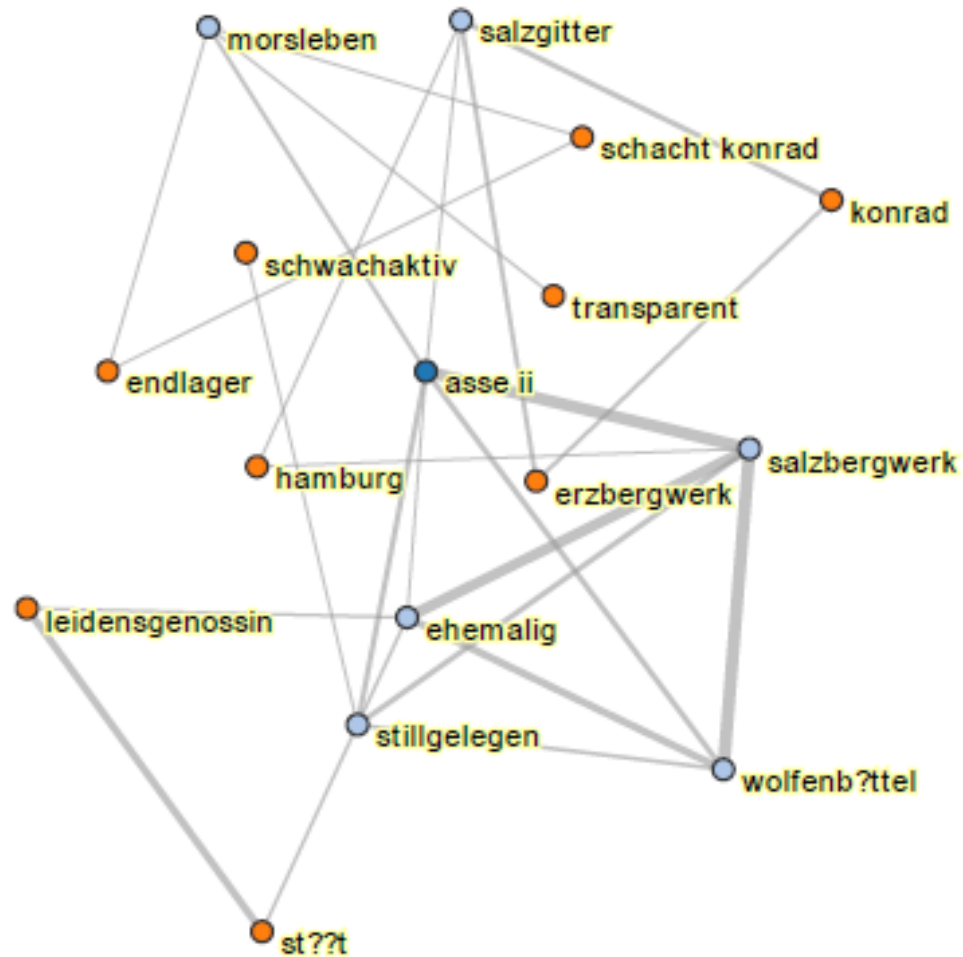 morsleben
salzgitter
schacht konrad
konrad
schwachaktiv
transparent
endlager
asse ii
salzbergwerk
hamburg
erzbergwerk
leidensgenossin
ehemalig
stillgelegen
wolfenb?ttel
st??t